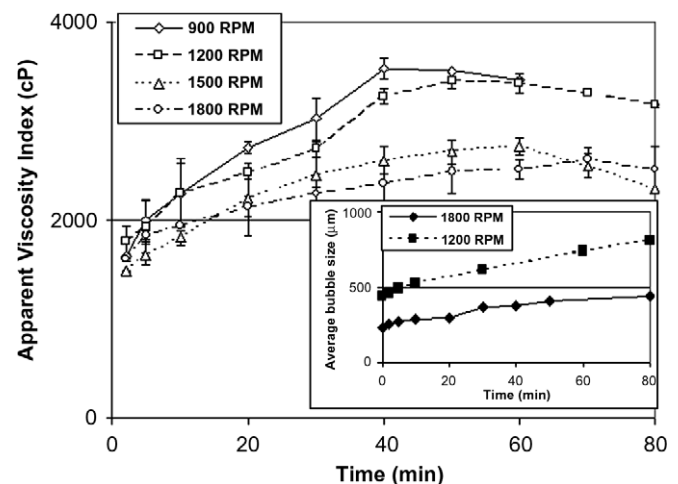 Apparent Viscosity Index (cP)
4000
2000
0
900 RPM
1200 RPM
1500 RPM
1800 RPM
0 20 40 60 80
Time (min)
Average bubble size (μm)
1000
500
0
1800 RPM
1200 RPM
0 20 40 60 80
Time (min)